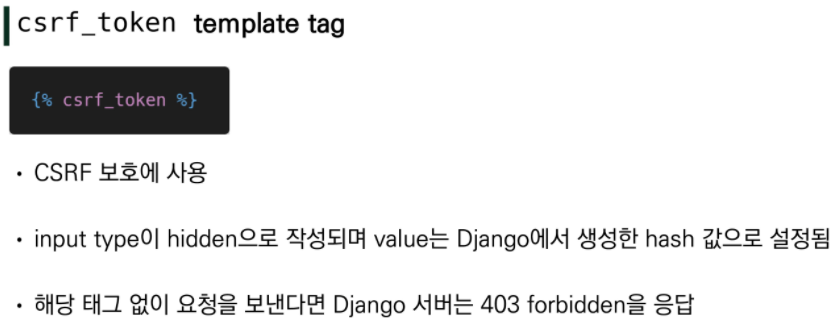 csrf_token template tag
{% csrf_token %}
• CSRF 보호에 사용
• input type이 hidden으로 작성되며 value는 Django에서 생성한 hash 값으로 설정됨
• 해당 태그 없이 요청을 보낸다면 Django 서버는 403 forbidden을 응답